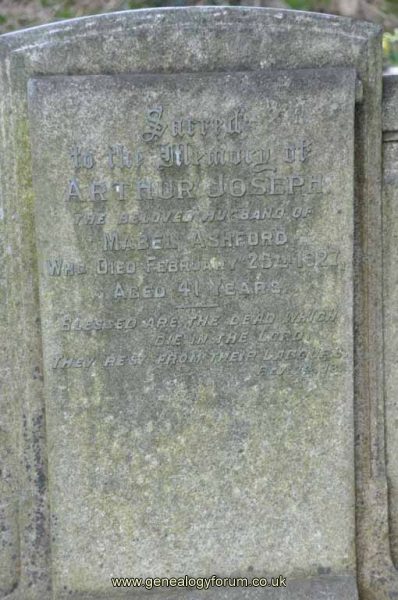 Sacred
to the Memory of
ARTHUR JOSEPH
THE BELOVED HUSBAND OF
MABEL ASHFORD
WHO DIED FEBRUARY 1927,
AGED 41 YEARS
BLESSED ARE THE DEAD WHICH
DIE IN THE LORD
THEY REST FROM THEIR LABOURS.
www.genealogyforum.co.uk